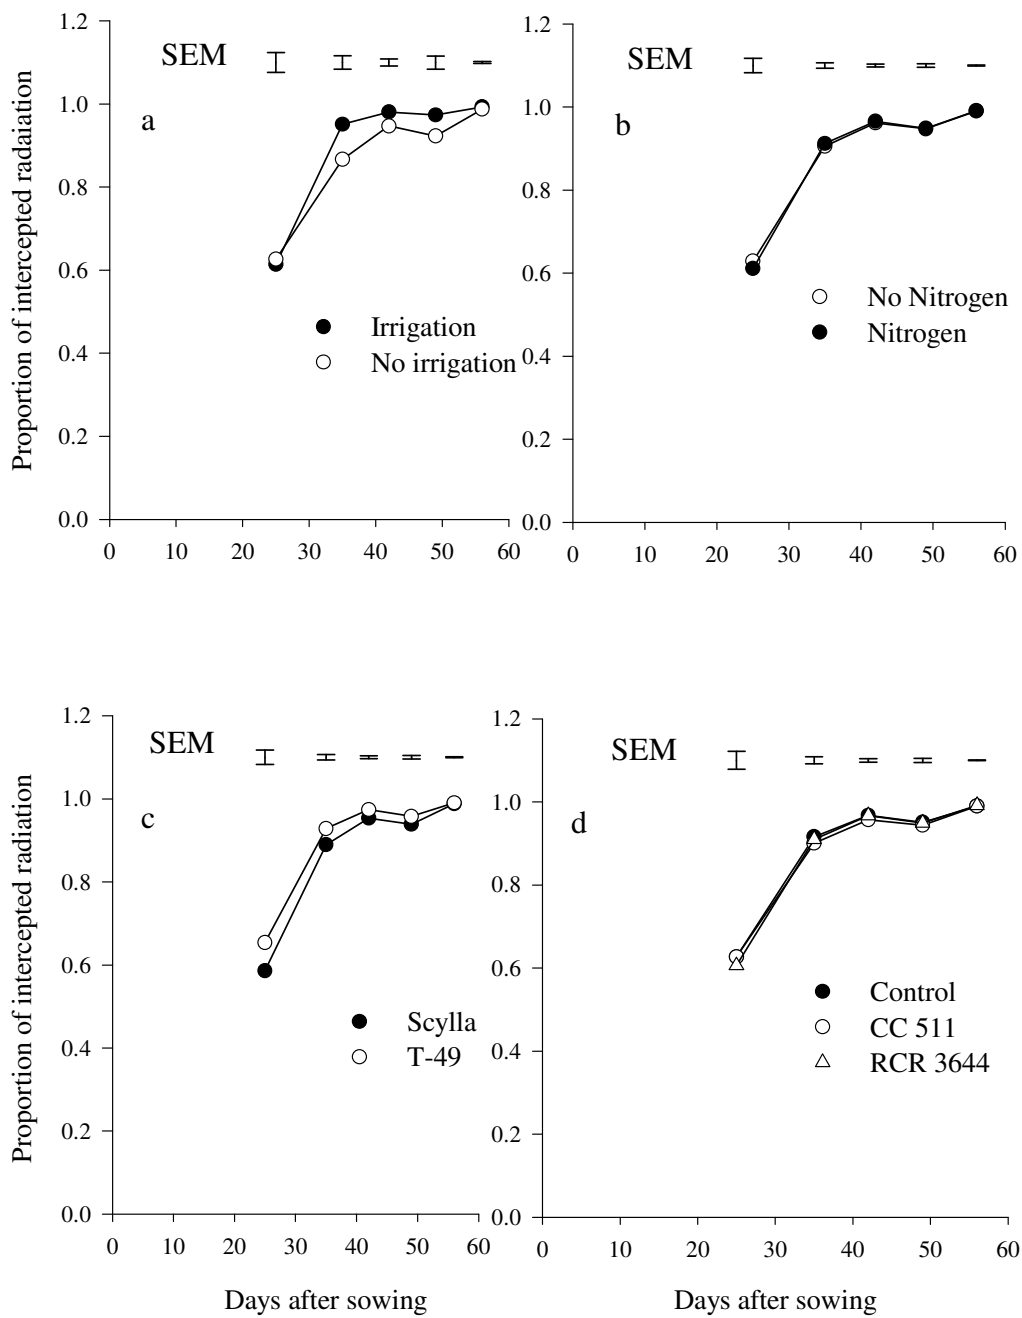 1.2
SEM
1.0
a
0.8
0.6
Irrigation
No irrigation
0.4
0.2
0.0
0 10 20 30 40 50 60
Proportion of intercepted radaiation
1.2
SEM
1.0
b
0.8
0.6
No Nitrogen
Nitrogen
0.4
0.2
0.0
0 10 20 30 40 50 60
1.2
SEM
1.0
c
0.8
0.6
Scylla
T-49
0.4
0.2
0.0
0 10 20 30 40 50 60
Proportion of intercepted radiation
Days after sowing
1.2
SEM
1.0
d
0.8
0.6
Control
CC 511
RCR 3644
0.4
0.2
0.0
0 10 20 30 40 50 60
Days after sowing